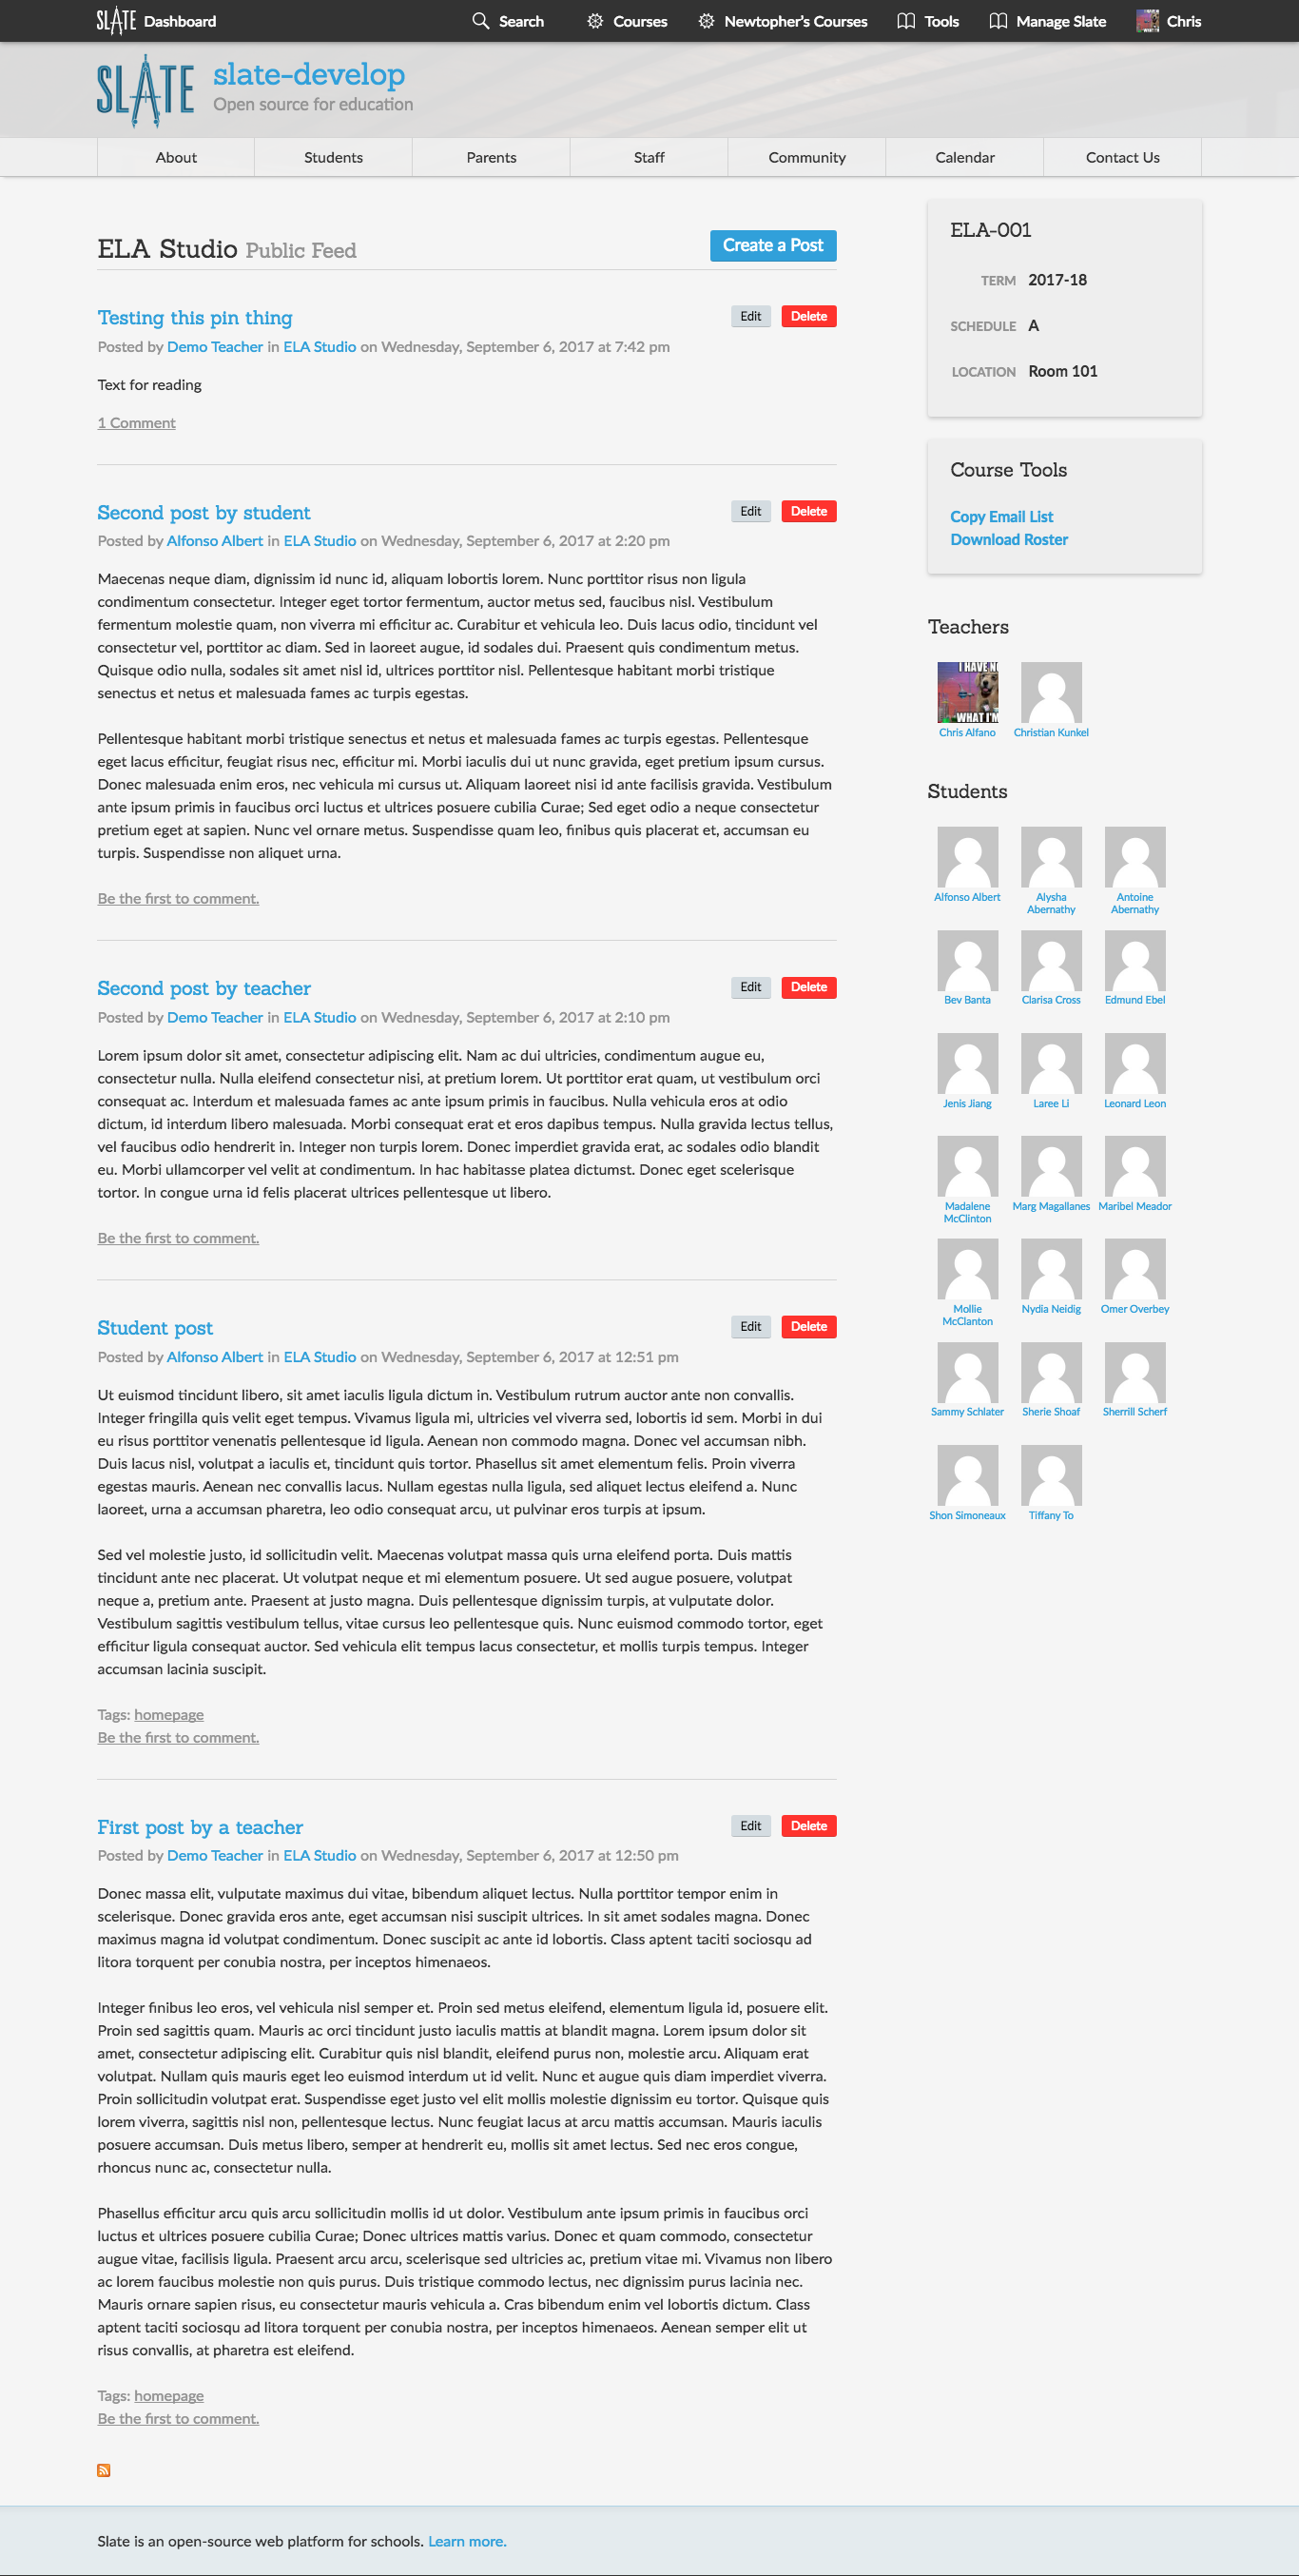 SLATE Dashboard
Search
Courses
Newtopher's Courses
Tools
Manage Slate
Chris
SLATE
slate-develop
Open source for education
About
Students
Parents
Staff
Community
Calendar
Contact Us
ELA Studio Public Feed
Create a Post
Testing this pin thing
Edit
Delete
Posted by Demo Teacher in ELA Studio on Wednesday, September 6, 2017 at 7:42 pm
Text for reading
1 Comment
Second post by student
Edit
Delete
Posted by Alfonso Albert in ELA Studio on Wednesday, September 6, 2017 at 2:20 pm
Maecenas neque diam, dignissim id nunc id, aliquam lobortis lorem. Nunc porttitor risus non ligula
condimentum consectetur. Integer eget tortor fermentum, auctor metus sed, faucibus nisl. Vestibulum
fermentum molestie quam, non viverra mi efficitur ac. Curabitur et vehicula leo. Duis lacus odio, tincidunt vel
consectetur vel, porttitor ac diam. Sed in laoreet augue, id sodales dui. Praesent quis condimentum metus.
Quisque odio nulla, sodales sit amet nisl id, ultrices porttitor nisl. Pellentesque habitant morbi tristique
senectus et netus et malesuada fames ac turpis egestas.
Pellentesque habitant morbi tristique senectus et netus et malesuada fames ac turpis egestas. Pellentesque
eget lacus efficitur, feugiat risus nec, efficitur mi. Morbi iaculis dui ut nunc gravida, eget pretium ipsum cursus.
Donec malesuada enim eros, nec vehicula mi cursus ut. Aliquam laoreet nisi id ante facilisis gravida. Vestibulum
ante ipsum primis in faucibus orci luctus et ultrices posuere cubilia Curae; Sed eget odio a neque consectetur
pretium eget at sapien. Nunc vel ornare metus. Suspendisse quam leo, finibus quis placerat et, accumsan eu
turpis. Suspendisse non aliquet urna.
Be the first to comment.
Second post by teacher
Edit
Delete
Posted by Demo Teacher in ELA Studio on Wednesday, September 6, 2017 at 2:10 pm
Lorem ipsum dolor sit amet, consectetur adipiscing elit. Nam ac dui ultricies, condimentum augue eu,
consectetur nulla. Nulla eleifend consectetur nisi, at pretium lorem. Ut porttitor erat quam, ut vestibulum orci
consequat ac. Interdum et malesuada fames ac ante ipsum primis in faucibus. Nulla vehicula eros at odio
dictum, id interdum libero malesuada. Morbi consequat erat et eros dapibus tempus. Nulla gravida lectus tellus,
vel faucibus odio hendrerit in. Integer non turpis lorem. Donec imperdiet gravida erat, ac sodales odio blandit
eu. Morbi ullamcorper vel velit at condimentum. In hac habitasse platea dictumst. Donec eget scelerisque
tortor. In congue urna id felis placerat ultrices pellentesque ut libero.
Be the first to comment.
Student post
Edit
Delete
Posted by Alfonso Albert in ELA Studio on Wednesday, September 6, 2017 at 12:51 pm
Ut euismod tincidunt libero, sit amet iaculis ligula dictum in. Vestibulum rutrum auctor ante non convallis.
Integer fringilla quis velit eget tempus. Vivamus ligula mi, ultricies vel viverra sed, lobortis id sem. Morbi in dui
eu risus porttitor venenatis pellentesque id ligula. Aenean non commodo magna. Donec vel accumsan nibh.
Duis lacus nisl, volutpat a iaculis et, tincidunt quis tortor. Phasellus sit amet elementum felis. Proin viverra
egestas mauris. Aenean nec convallis lacus. Nullam egestas nulla ligula, sed aliquet lectus eleifend a. Nunc
laoreet, urna a accumsan pharetra, leo odio consequat arcu, ut pulvinar eros turpis at ipsum.
Sed vel molestie justo, id sollicitudin velit. Maecenas volutpat massa quis urna eleifend porta. Duis mattis
tincidunt ante nec placerat. Ut volutpat neque et mi elementum posuere. Ut sed augue posuere, volutpat
neque a, pretium ante. Praesent at justo magna. Duis pellentesque dignissim turpis, at vulputate dolor.
Vestibulum sagittis vestibulum tellus, vitae cursus leo pellentesque quis. Nunc euismod commodo tortor, eget
efficitur ligula consequat auctor. Sed vehicula elit tempus lacus consectetur, et mollis turpis tempus. Integer
accumsan lacinia suscipit.
Tags: homepage
Be the first to comment.
First post by a teacher
Edit
Delete
Posted by Demo Teacher in ELA Studio on Wednesday, September 6, 2017 at 12:50 pm
Donec massa elit, vulputate maximus dui vitae, bibendum aliquet lectus. Nulla porttitor tempor enim in
scelerisque. Donec gravida eros ante, eget accumsan nisi suscipit ultrices. In sit amet sodales magna. Donec
maximus magna id volutpat condimentum. Donec suscipit ac ante id lobortis. Class aptent taciti sociosqu ad
litora torquent per conubia nostra, per inceptos himenaeos.
Integer finibus leo eros, vel vehicula nisl semper et. Proin sed metus eleifend, elementum ligula id, posuere elit.
Proin sed sagittis quam. Mauris ac orci tincidunt justo iaculis mattis at blandit magna. Lorem ipsum dolor sit
amet, consectetur adipiscing elit. Curabitur quis nisl blandit, eleifend purus non, molestie arcu. Aliquam erat
volutpat. Nullam quis mauris eget leo euismod interdum ut id velit. Nunc et augue quis diam imperdiet viverra.
Proin sollicitudin volutpat erat. Suspendisse eget justo vel elit mollis molestie dignissim eu tortor. Quisque quis
lorem viverra, sagittis nisl non, pellentesque lectus. Nunc feugiat lacus at arcu mattis accumsan. Mauris iaculis
posuere accumsan. Duis metus libero, semper at hendrerit eu, mollis sit amet lectus. Sed nec eros congue,
rhoncus nunc ac, consectetur nulla.
Phasellus efficitur arcu quis arcu sollicitudin mollis id ut dolor. Vestibulum ante ipsum primis in faucibus orci
luctus et ultrices posuere cubilia Curae; Donec ultrices mattis varius. Donec et quam commodo, consectetur
augue vitae, facilisis ligula. Praesent arcu arcu, scelerisque sed ultricies ac, pretium vitae mi. Vivamus non libero
ac lorem faucibus molestie non quis purus. Duis tristique commodo lectus, nec dignissim purus lacinia nec.
Mauris ornare sapien risus, eu consectetur mauris vehicula a. Cras bibendum enim vel lobortis dictum. Class
aptent taciti sociosqu ad litora torquent per conubia nostra, per inceptos himenaeos. Aenean semper elit ut
risus convallis, at pharetra est eleifend.
Tags: homepage
Be the first to comment.
ELA-001
TERM 2017-18
SCHEDULE A
LOCATION Room 101
Course Tools
Copy Email List
Download Roster
Teachers
I HAVE N
WHAT I'M
Chris Alfano
Christian Kunkel
Students
Alfonso Albert
Alysha
Abernathy
Antoine
Abernathy
Bev Banta
Clarisa Cross
Edmund Ebel
Jenis Jiang
Laree Li
Leonard Leon
Madalene
McClinton
Marg Magallanes
Maribel Meador
Mollie
McClanton
Nydia Neidig
Omer Overbey
Sammy Schlater
Sherie Shoaf
Sherrill Scherf
Shon Simoneaux
Tiffany To
Slate is an open-source web platform for schools. Learn more.